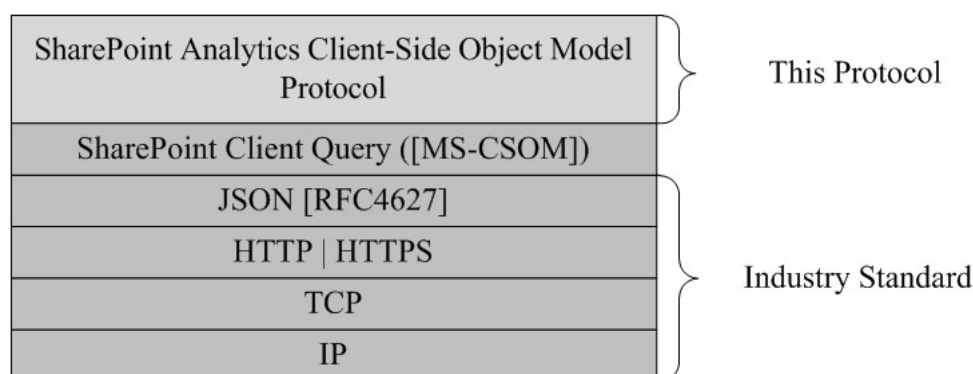 SharePoint Analytics Client-Side Object Model
Protocol
This Protocol
SharePoint Client Query ([MS-CSOM])
JSON [RFC4627]
HTTP | HTTPS
TCP
IP
Industry Standard